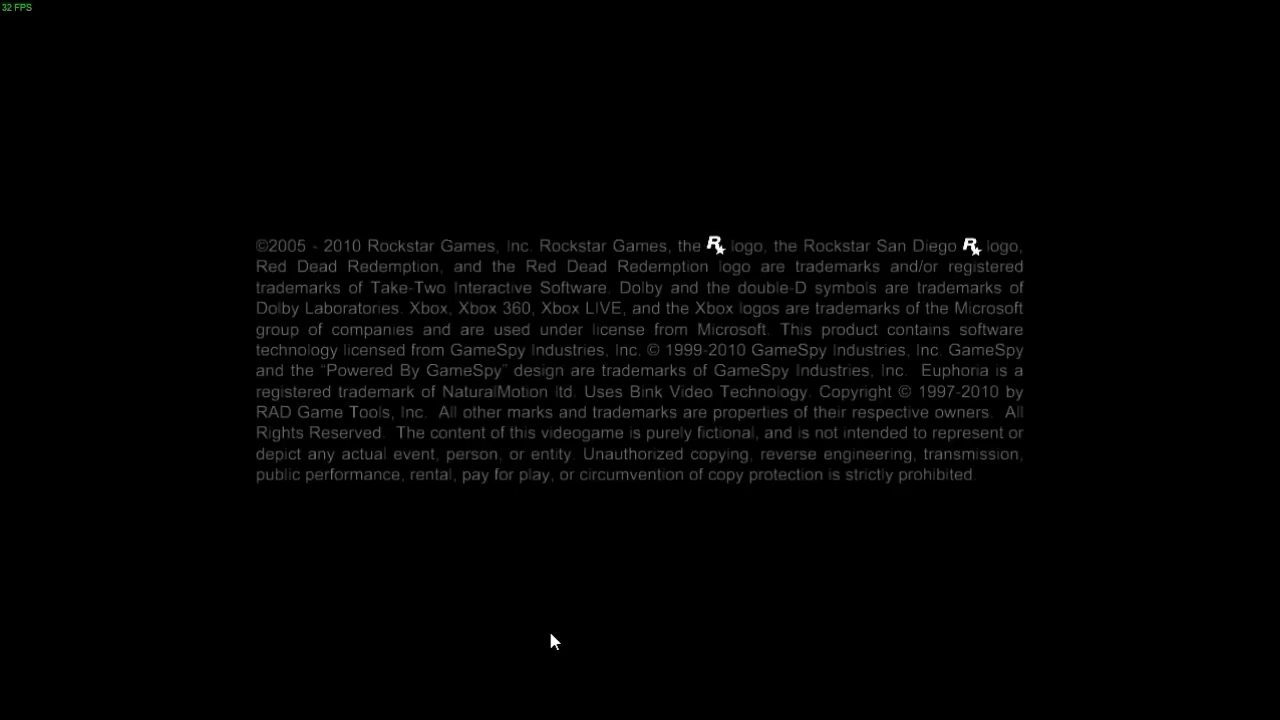 32 FPS
©2005 - 2010 Rockstar Games, Inc. Rockstar Games, the R logo, the Rockstar San Diego R logo,
Red Dead Redemption, and the Red Dead Redemption logo are trademarks and/or registered
trademarks of Take-Two Interactive Software. Dolby and the double-D symbols are trademarks of
Dolby Laboratories. Xbox, Xbox 360, Xbox LIVE, and the Xbox logos are trademarks of the Microsoft
group of companies and are used under license from Microsoft. This product contains software
technology licensed from GameSpy Industries, Inc. © 1999-2010 GameSpy Industries, Inc. GameSpy
and the “Powered By GameSpy” design are trademarks of GameSpy Industries, Inc. Euphoria is a
registered trademark of NaturalMotion ltd. Uses Bink Video Technology. Copyright © 1997-2010 by
RAD Game Tools, Inc. All other marks and trademarks are properties of their respective owners. All
Rights Reserved. The content of this videogame is purely fictional, and is not intended to represent or
depict any actual event, person, or entity. Unauthorized copying, reverse engineering, transmission,
public performance, rental, pay for play, or circumvention of copy protection is strictly prohibited.